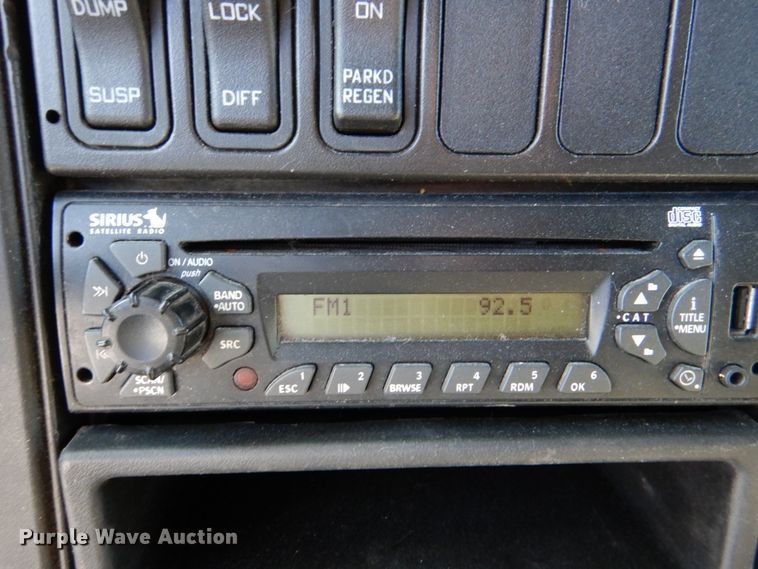 DUMP
SUSP
LOCK
DIFF
ON
PARKD
REGEN
SIRIUS
SATELLITE RADIO
disc
ON / AUDIO
push
BAND
•AUTO
SRC
SCAN
•PSCN
FM1 92.5
•CAT
i
TITLE
•MENU
ESC 1
2
BRWSE 3
RPT 4
RDM 5
OK 6
Purple Wave Auction